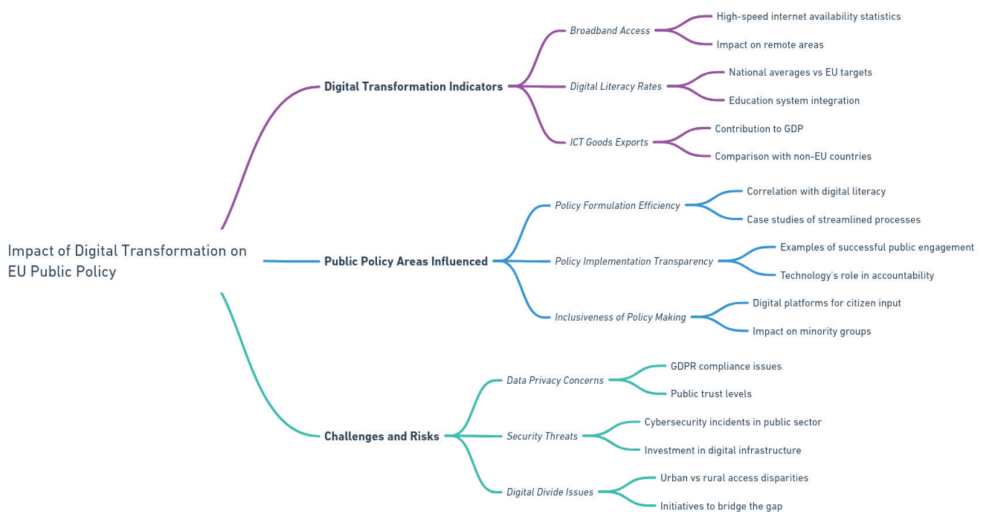 Impact of Digital Transformation on
EU Public Policy
Digital Transformation Indicators
Broadband Access
High-speed internet availability statistics
Impact on remote areas
Digital Literacy Rates
National averages vs EU targets
Education system integration
ICT Goods Exports
Contribution to GDP
Comparison with non-EU countries
Public Policy Areas Influenced
Policy Formulation Efficiency
Correlation with digital literacy
Case studies of streamlined processes
Policy Implementation Transparency
Examples of successful public engagement
Technology's role in accountability
Inclusiveness of Policy Making
Digital platforms for citizen input
Impact on minority groups
Challenges and Risks
Data Privacy Concerns
GDPR compliance issues
Public trust levels
Security Threats
Cybersecurity incidents in public sector
Investment in digital infrastructure
Digital Divide Issues
Urban vs rural access disparities
Initiatives to bridge the gap